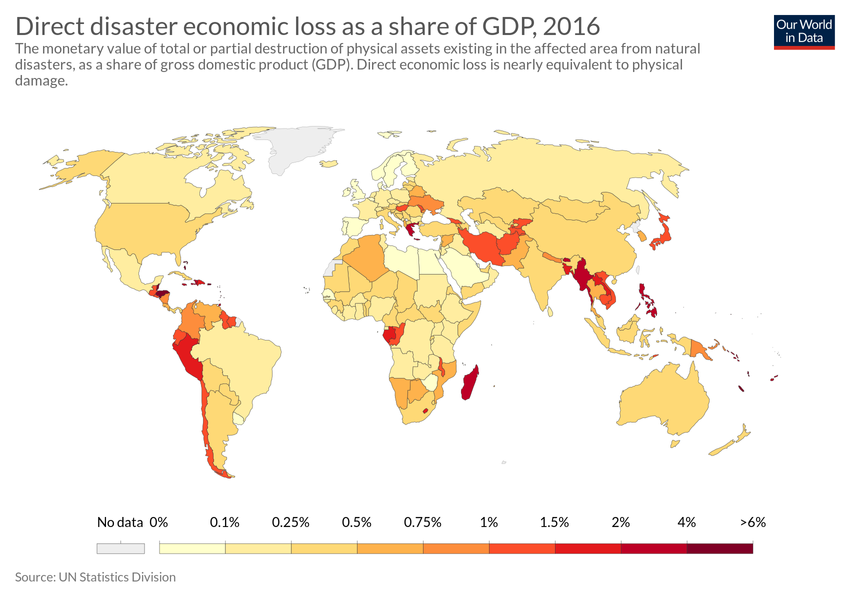 Direct disaster economic loss as a share of GDP, 2016
Our World
in Data
The monetary value of total or partial destruction of physical assets existing in the affected area from natural
disasters, as a share of gross domestic product (GDP). Direct economic loss is nearly equivalent to physical
damage.
No data 0% 0.1% 0.25% 0.5% 0.75% 1% 1.5% 2% 4% >6%
Source: UN Statistics Division